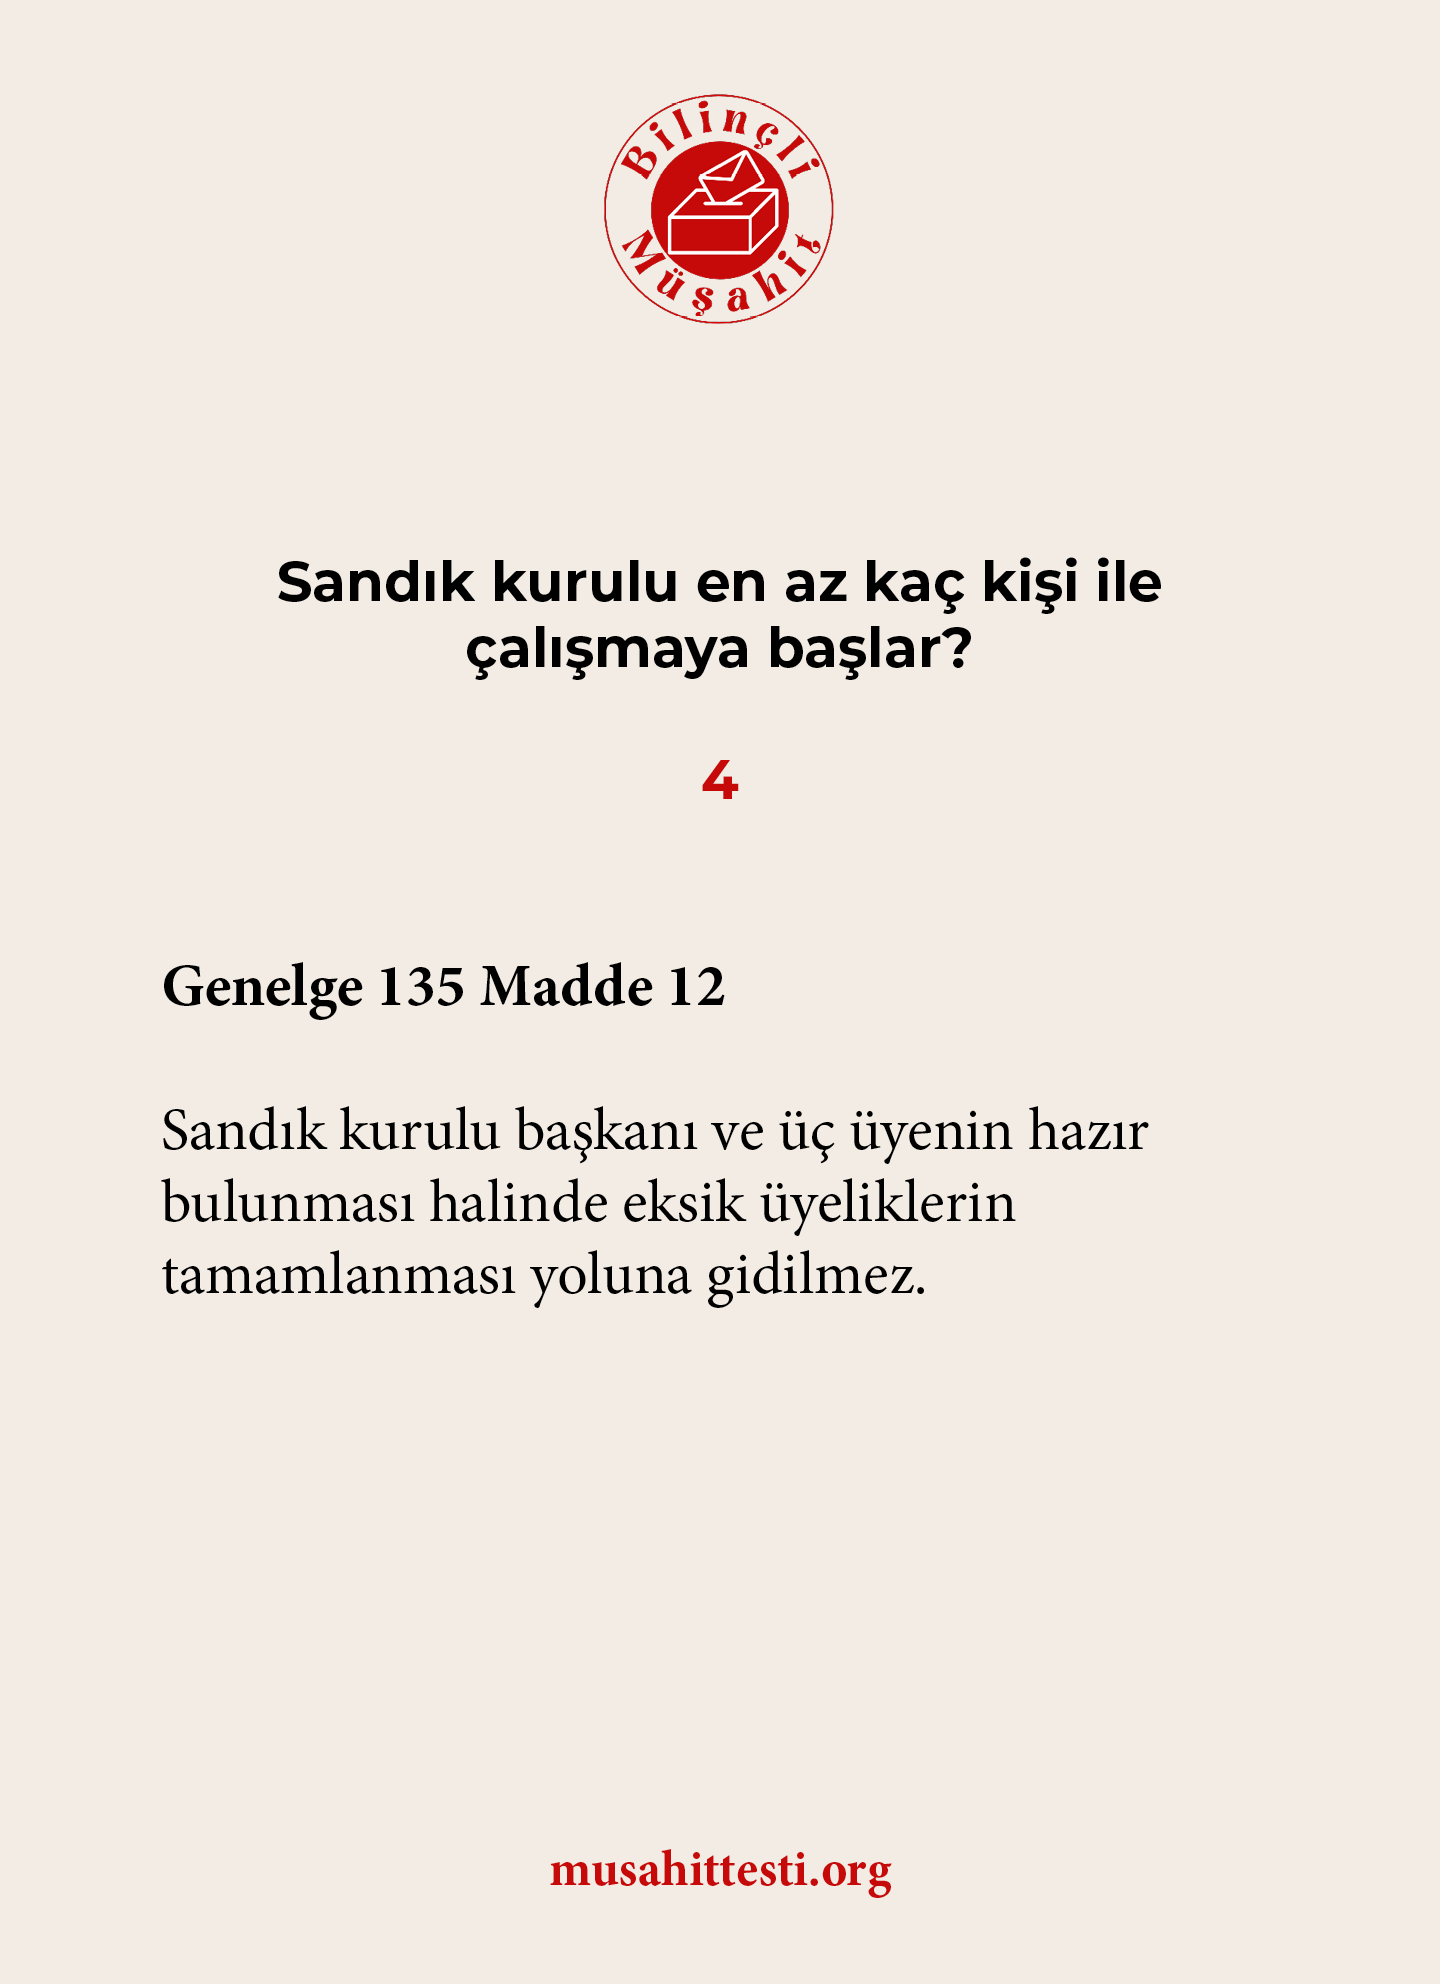 Bilinçli
Müşahit
Sandık kurulu en az kaç kişi ile
çalışmaya başlar?
4
Genelge 135 Madde 12
Sandık kurulu başkanı ve üç üyenin hazır
bulunması halinde eksik üyeliklerin
tamamlanması yoluna gidilmez.
musahittesti.org